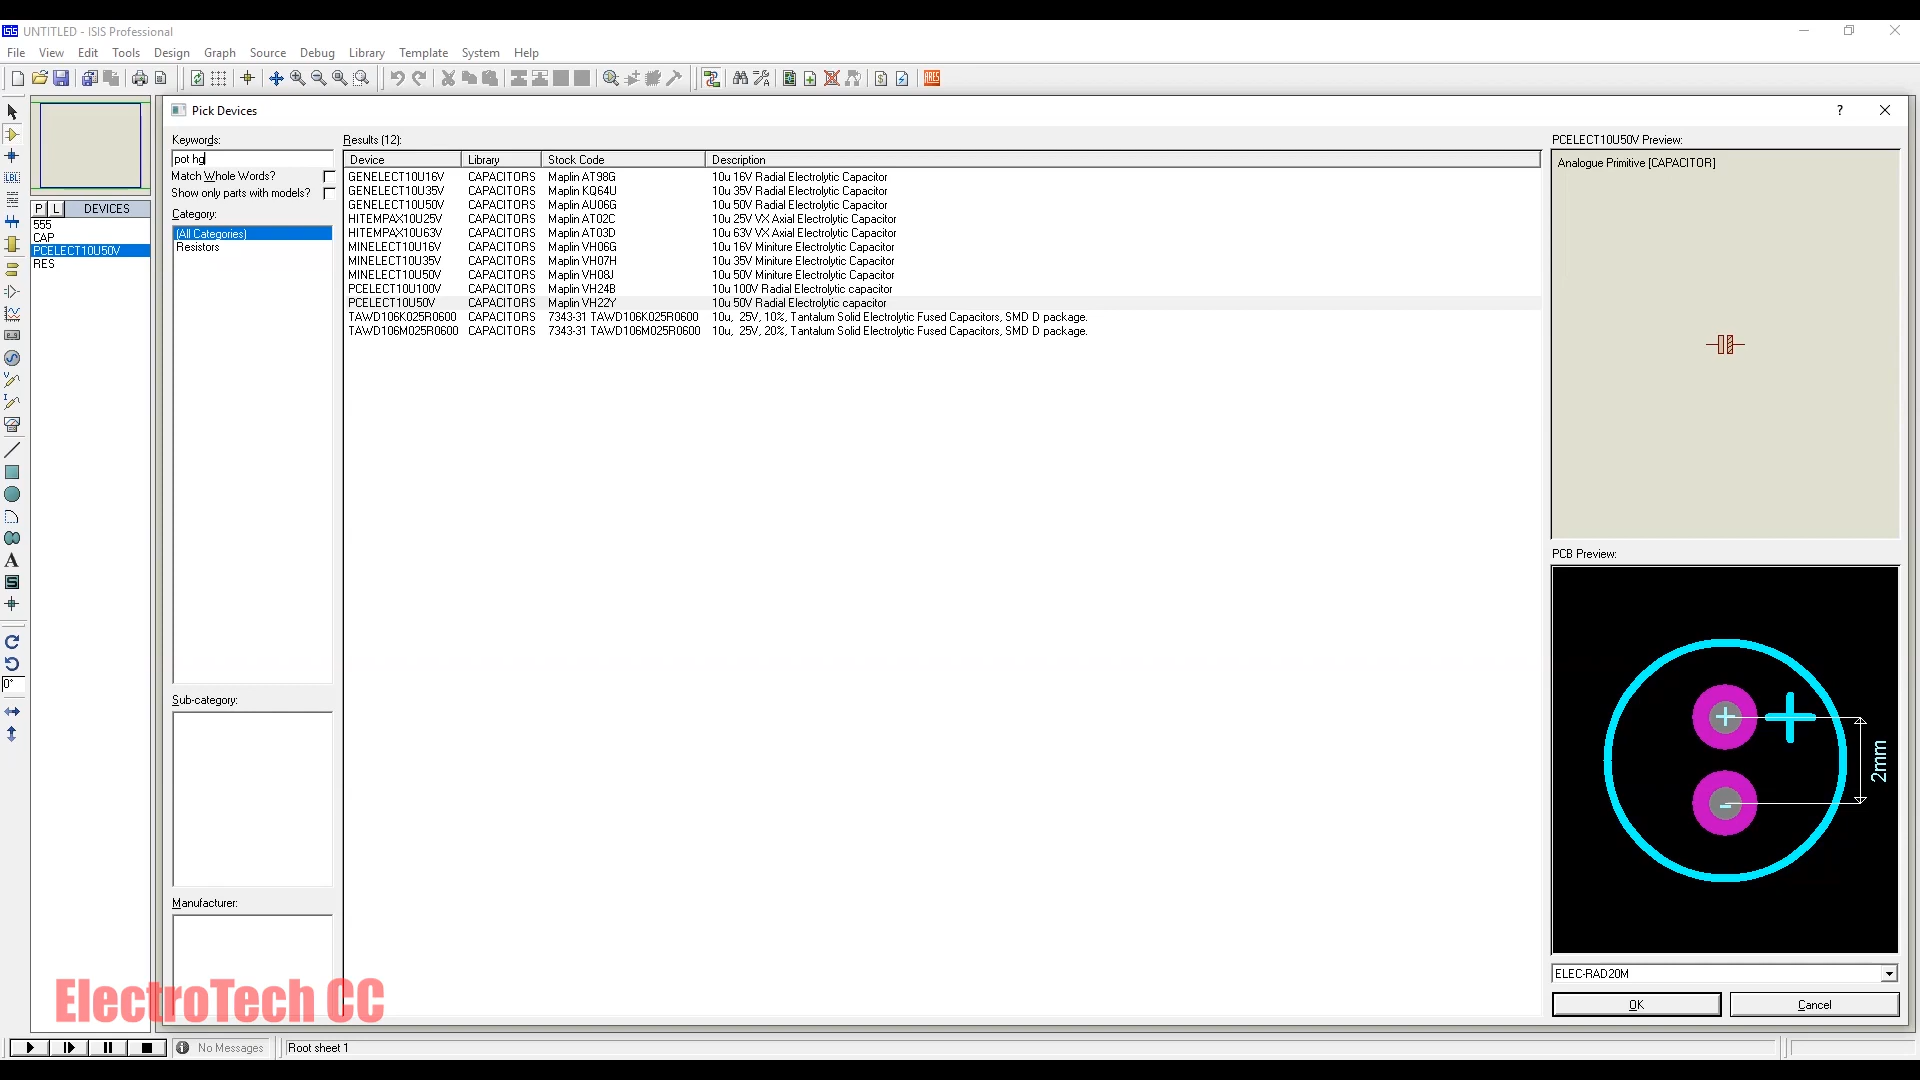 UNTITLED - ISIS Professional
File View Edit Tools Design Graph Source Debug Library Template System Help
Pick Devices
?
Keywords:
pot hg
Match Whole Words?
Show only parts with models?
Category:
(All Categories)
Resistors
Sub-category:
Manufacturer:
P L DEVICES
555
CAP
PCELECT10U50V
RES
LBL
A
S
0°
ARES
Results (12):
Device Library Stock Code Description
GENELECT10U16V CAPACITORS Maplin AT98G 10u 16V Radial Electrolytic Capacitor
GENELECT10U35V CAPACITORS Maplin KQ64U 10u 35V Radial Electrolytic Capacitor
GENELECT10U50V CAPACITORS Maplin AU06G 10u 50V Radial Electrolytic Capacitor
HITEMPAX10U25V CAPACITORS Maplin AT02C 10u 25V VX Axial Electrolytic Capacitor
HITEMPAX10U63V CAPACITORS Maplin AT03D 10u 63V VX Axial Electrolytic Capacitor
MINELECT10U16V CAPACITORS Maplin VH06G 10u 16V Miniture Electrolytic Capacitor
MINELECT10U35V CAPACITORS Maplin VH07H 10u 35V Miniture Electrolytic Capacitor
MINELECT10U50V CAPACITORS Maplin VH08J 10u 50V Miniture Electrolytic Capacitor
PCELECT10U100V CAPACITORS Maplin VH24B 10u 100V Radial Electrolytic capacitor
PCELECT10U50V CAPACITORS Maplin VH22Y 10u 50V Radial Electrolytic capacitor
TAWD106K025R0600 CAPACITORS 7343-31 TAWD106K025R0600 10u, 25V, 10%, Tantalum Solid Electrolytic Fused Capacitors, SMD D package.
TAWD106M025R0600 CAPACITORS 7343-31 TAWD106M025R0600 10u, 25V, 20%, Tantalum Solid Electrolytic Fused Capacitors, SMD D package.
PCELECT10U50V Preview:
Analogue Primitive [CAPACITOR]
PCB Preview:
2mm
ELEC-RAD20M
OK Cancel
ElectroTech CC
No Messages Root sheet 1